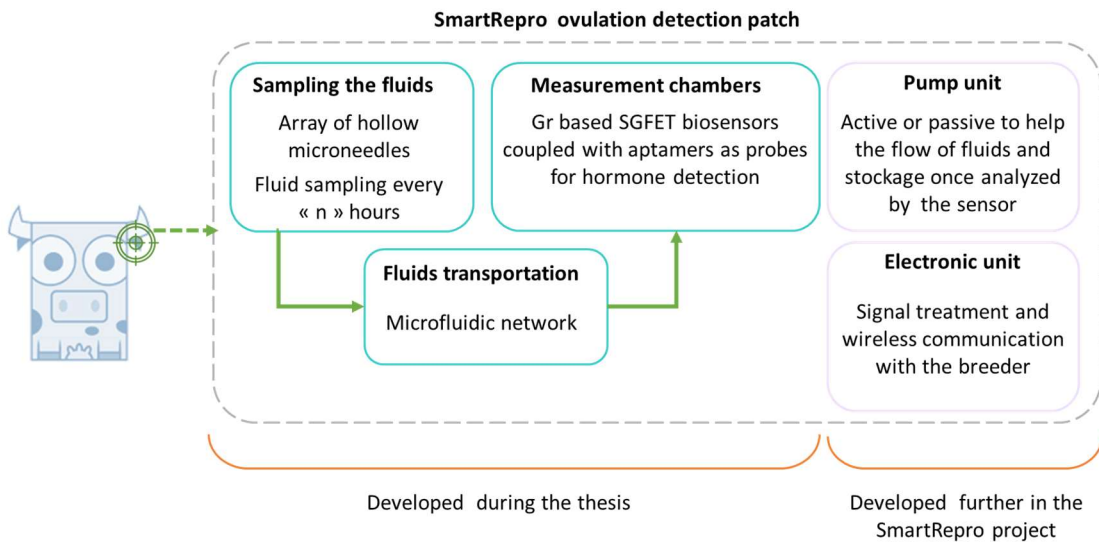 SmartRepro ovulation detection patch
Sampling the fluids
Array of hollow
microneedles
Fluid sampling every
« n » hours
Measurement chambers
Gr based SGFET biosensors
coupled with aptamers as probes
for hormone detection
Pump unit
Active or passive to help
the flow of fluids and
stockage once analyzed
by the sensor
Fluids transportation
Microfluidic network
Electronic unit
Signal treatment and
wireless communication
with the breeder
Developed during the thesis
Developed further in the
SmartRepro project